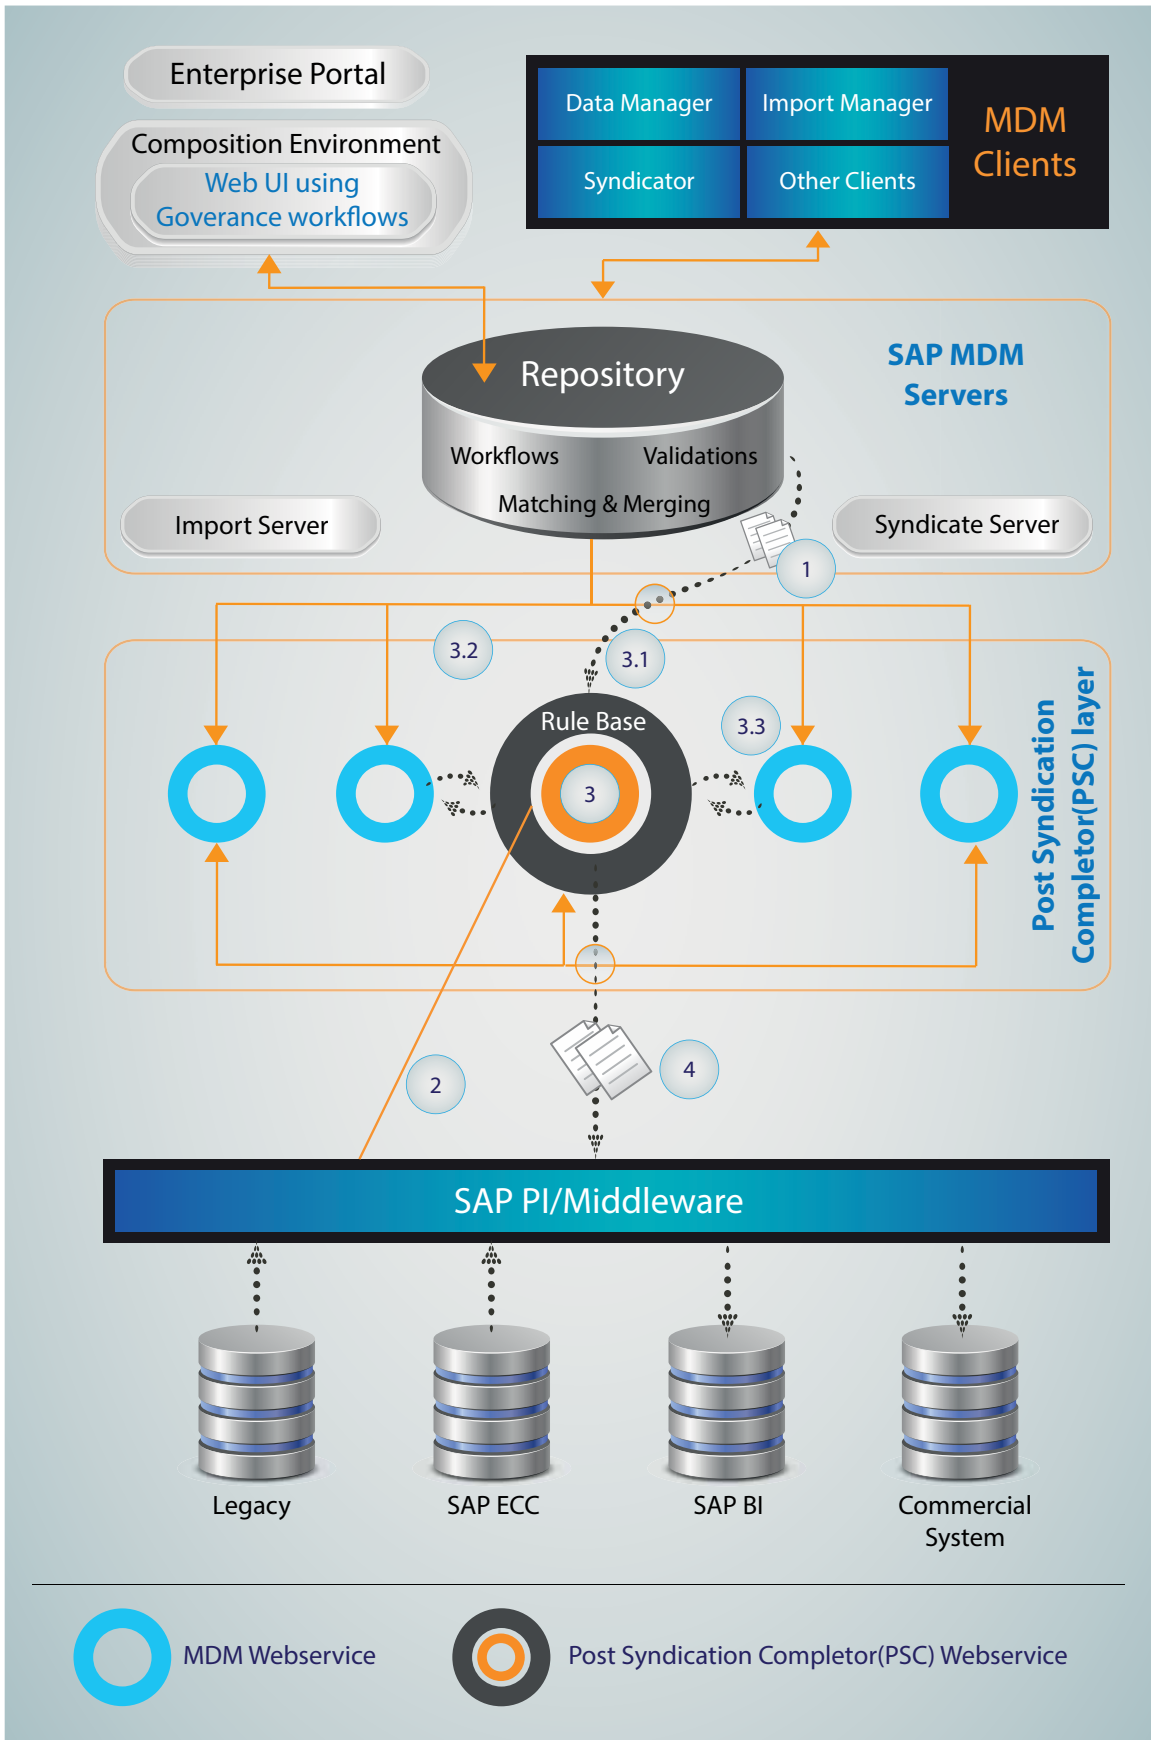 Enterprise Portal
Composition Environment
Web UI using
Goverance workflows
Data Manager
Import Manager
Syndicator
Other Clients
MDM
Clients
SAP MDM
Servers
Repository
Workflows
Validations
Matching & Merging
Import Server
Syndicate Server
1
3.2
3.1
Rule Base
3.3
3
Post Syndication
Completor(PSC) layer
2
4
SAP PI/Middleware
Legacy
SAP ECC
SAP BI
Commercial
System
MDM Webservice
Post Syndication Completor(PSC) Webservice